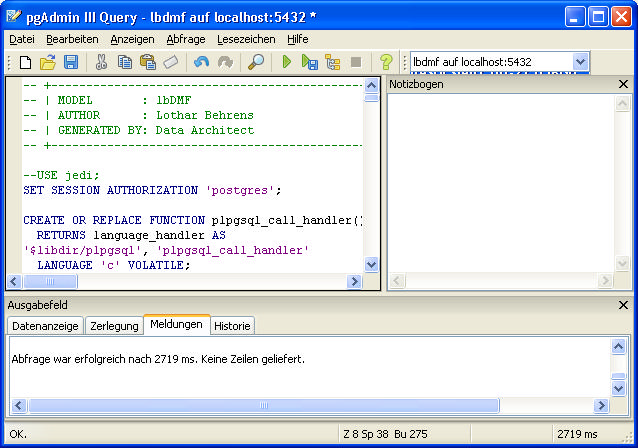 pgAdmin III Query - lbdmf auf localhost:5432 *
Datei Bearbeiten Anzeigen Abfrage Lesezeichen Hilfe
lbdmf auf localhost:5432
-- +------------------------------------------------
-- | MODEL       : lbDMF
-- | AUTHOR      : Lothar Behrens
-- | GENERATED BY: Data Architect
-- +------------------------------------------------
--USE jedi;
SET SESSION AUTHORIZATION 'postgres';
CREATE OR REPLACE FUNCTION plpgsql_call_handler()
  RETURNS language_handler AS
'$libdir/plpgsql', 'plpgsql_call_handler'
  LANGUAGE 'c' VOLATILE;
Notizbogen
Ausgabefeld
Datenanzeige Zerlegung Meldungen Historie
Abfrage war erfolgreich nach 2719 ms. Keine Zeilen geliefert.
OK. Z 8 Sp 38 Bu 275 2719 ms